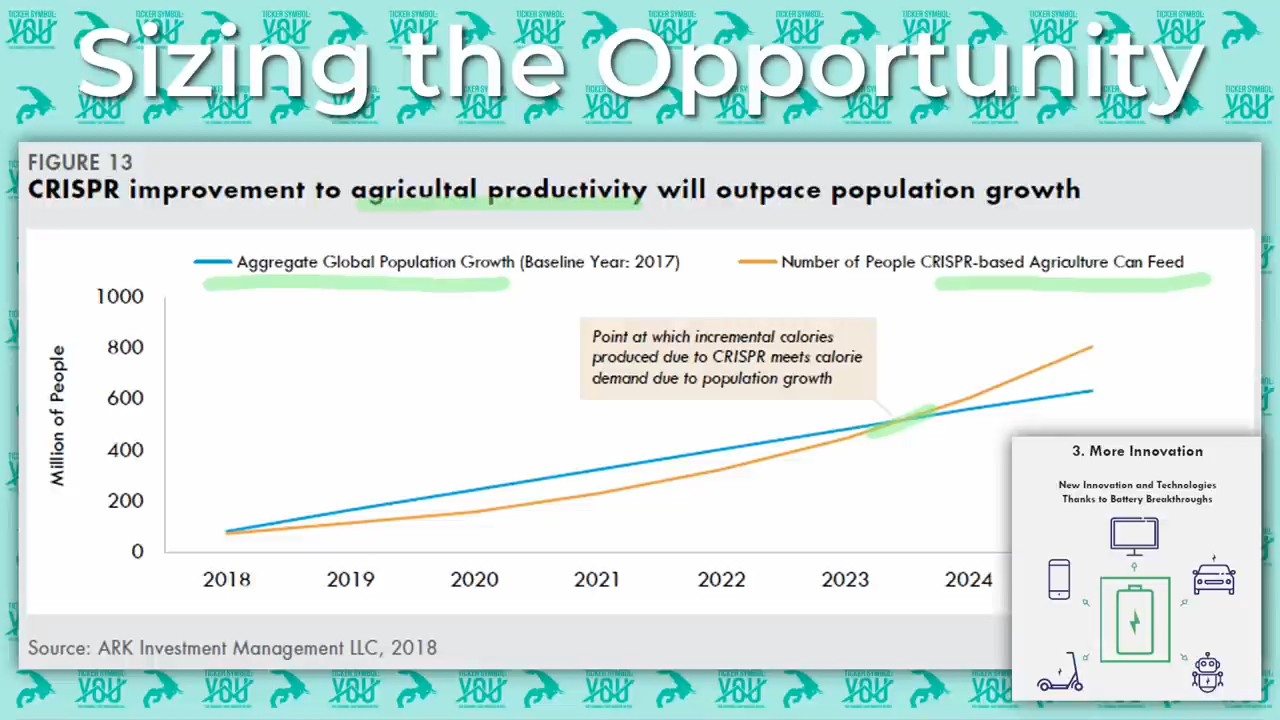 Sizing the Opportunity
FIGURE 13
CRISPR improvement to agricultal productivity will outpace population growth
Aggregate Global Population Growth (Baseline Year: 2017)
Number of People CRISPR-based Agriculture Can Feed
1000
800
600
400
200
0
Million of People
Point at which incremental calories
produced due to CRISPR meets calorie
demand due to population growth
2018 2019 2020 2021 2022 2023 2024
Source: ARK Investment Management LLC, 2018
3. More Innovation
New Innovation and Technologies
Thanks to Battery Breakthroughs
TICKER SYMBOL:
YOU